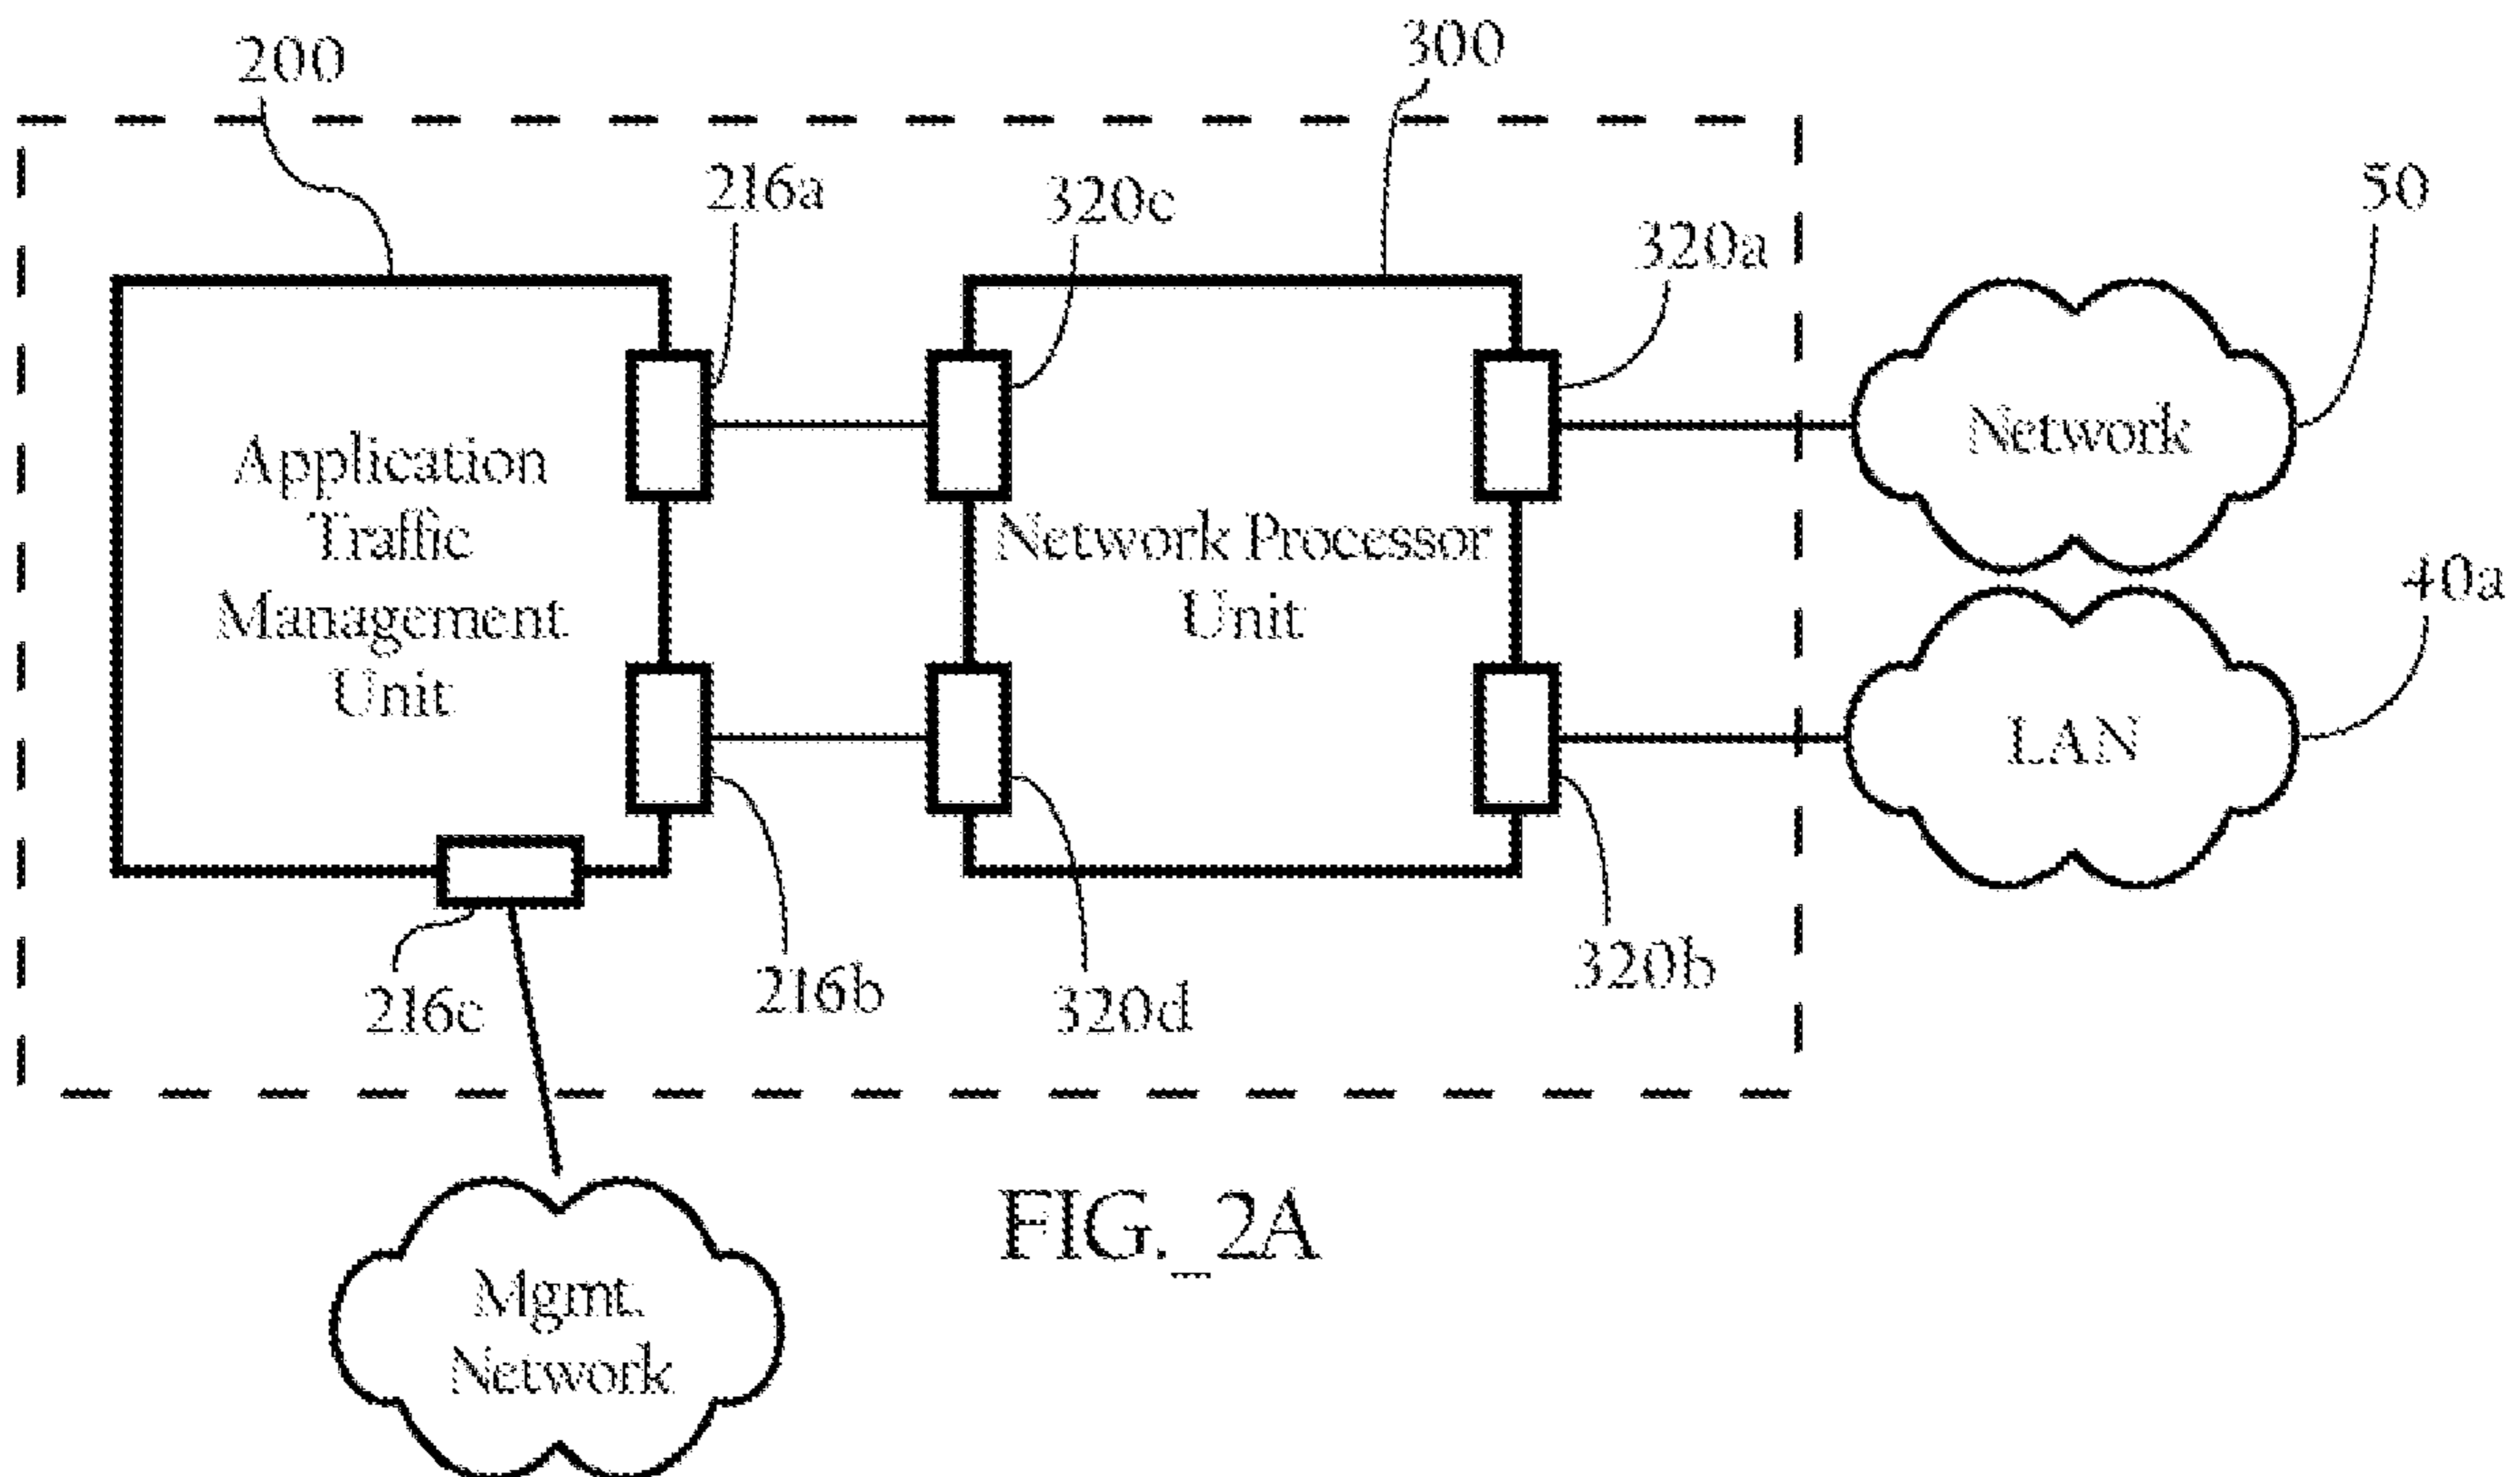 200
300
216a
320c
320a
50
Application
Traffic
Management
Unit
Network Processor
Unit
Network
40a
LAN
216c
216b
320d
320b
FIG._2A
Mgmt.
Network